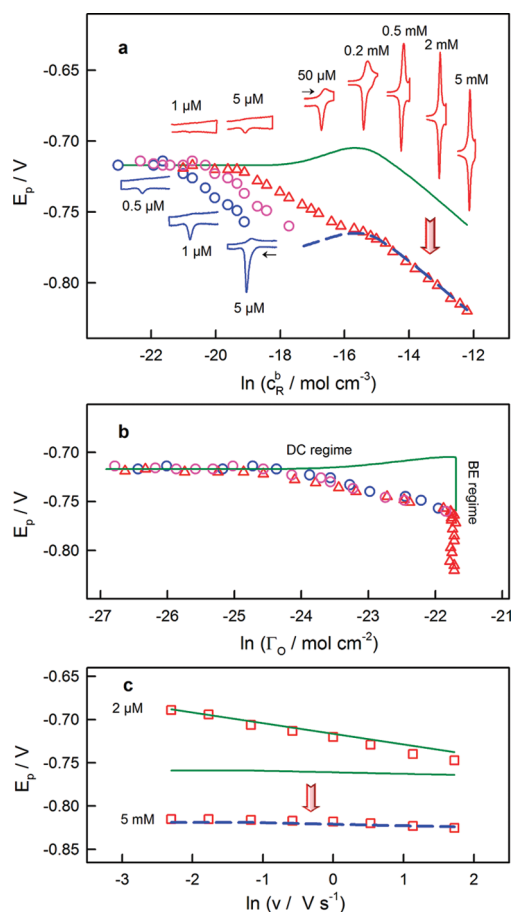 a
0.5 mM
0.2 mM
2 mM
50 μM
5 mM
5 μM
1 μM
0.5 μM
1 μM
5 μM
-0.65
-0.70
-0.75
-0.80
E_p / V
-22 -20 -18 -16 -14 -12
ln (c_R^b / mol cm^-3)
b
DC regime
BE regime
-0.70
-0.75
-0.80
E_p / V
-27 -26 -25 -24 -23 -22 -21
ln (Γ_O / mol cm^-2)
c
2 μM
5 mM
-0.65
-0.70
-0.75
-0.80
-0.85
E_p / V
-3 -2 -1 0 1 2
ln (v / V s^-1)